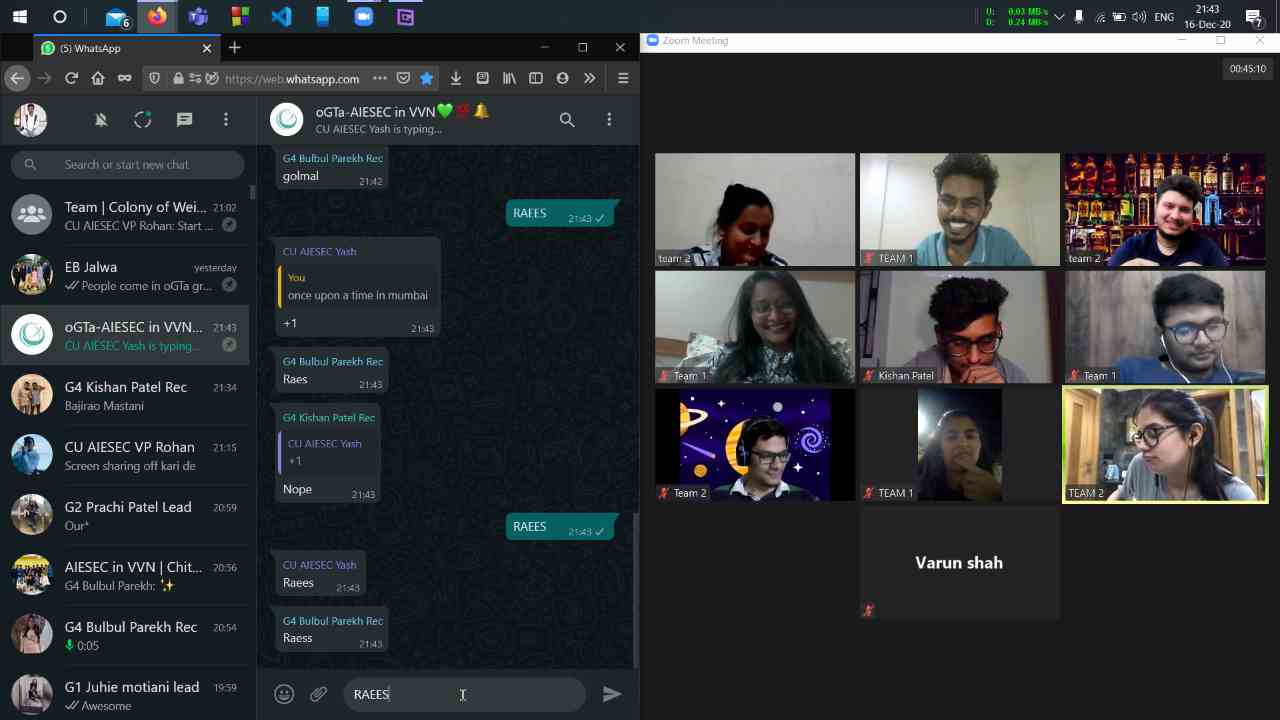 6
U: 0.03 MB/s
D: 0.24 MB/s
ENG
21:43
16-Dec-20
7
(5) WhatsApp
https://web.whatsapp.com
Zoom Meeting
00:45:10
Search or start new chat
Team | Colony of Wei... 21:02
CU AIESEC VP Rohan: Start ...
EB Jalwa yesterday
People come in oGTa gr...
oGTa-AIESEC in VVN... 21:43
CU AIESEC Yash is typing...
G4 Kishan Patel Rec 21:34
Bajirao Mastani
CU AIESEC VP Rohan 21:15
Screen sharing off kari de
G2 Prachi Patel Lead 20:59
Our*
AIESEC in VVN | Chit... 20:56
G4 Bulbul Parekh: ✨
G4 Bulbul Parekh Rec 20:54
0:05
G1 Juhie motiani lead 19:59
Awesome
oGTa-AIESEC in VVN💚💯🔔
CU AIESEC Yash is typing...
G4 Bulbul Parekh Rec
golmal 21:42
RAEES 21:43
CU AIESEC Yash
You
once upon a time in mumbai
+1 21:43
G4 Bulbul Parekh Rec
Raes 21:43
G4 Kishan Patel Rec
CU AIESEC Yash
+1
Nope 21:43
RAEES 21:43
CU AIESEC Yash
Raees 21:43
G4 Bulbul Parekh Rec
Raess 21:43
RAEES
team 2
TEAM 1
team 2
Team 1
Kishan Patel
Team 1
Team 2
TEAM 1
TEAM 2
Varun shah